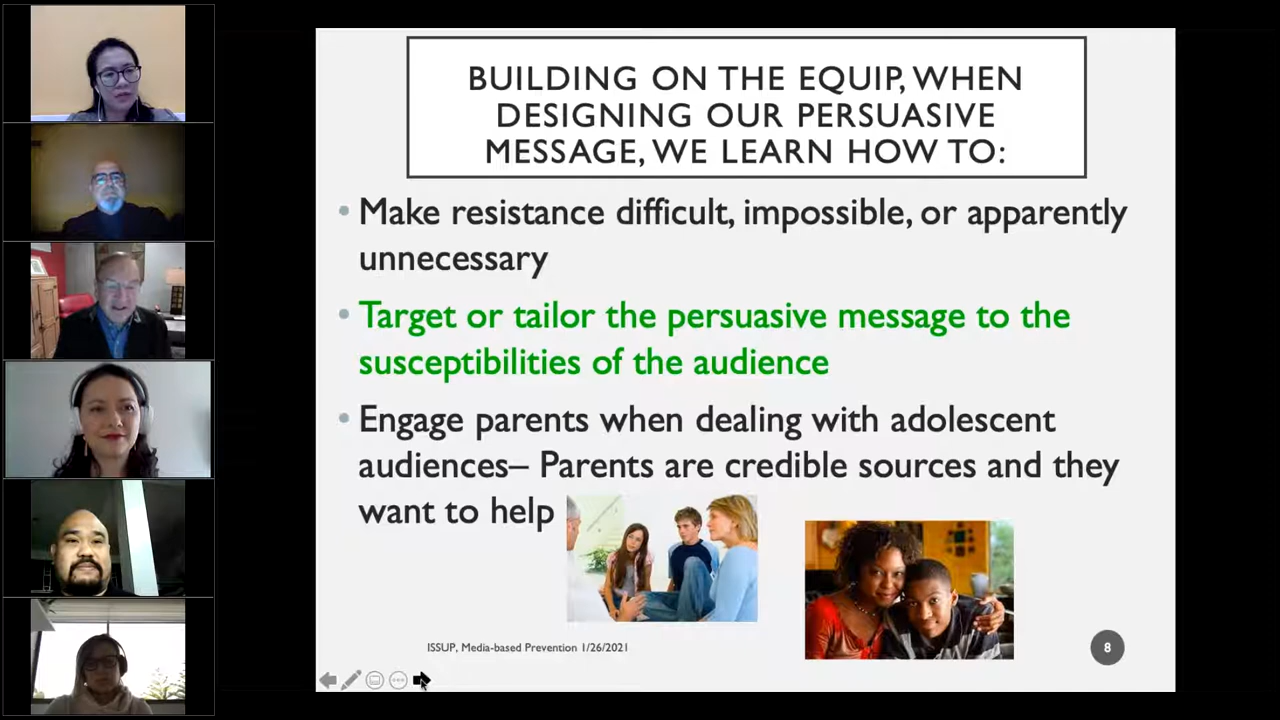 BUILDING ON THE EQUIP, WHEN
DESIGNING OUR PERSUASIVE
MESSAGE, WE LEARN HOW TO:
• Make resistance difficult, impossible, or apparently
unnecessary
• Target or tailor the persuasive message to the
susceptibilities of the audience
• Engage parents when dealing with adolescent
audiences– Parents are credible sources and they
want to help
ISSUP, Media-based Prevention 1/26/2021
8